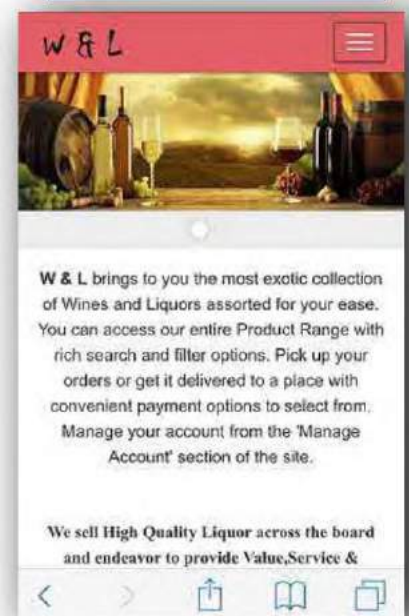 W & L
W & L brings to you the most exotic collection
of Wines and Liquors assorted for your ease.
You can access our entire Product Range with
rich search and filter options. Pick up your
orders or get it delivered to a place with
convenient payment options to select from.
Manage your account from the 'Manage
Account' section of the site.
We sell High Quality Liquor across the board
and endeavor to provide Value,Service &